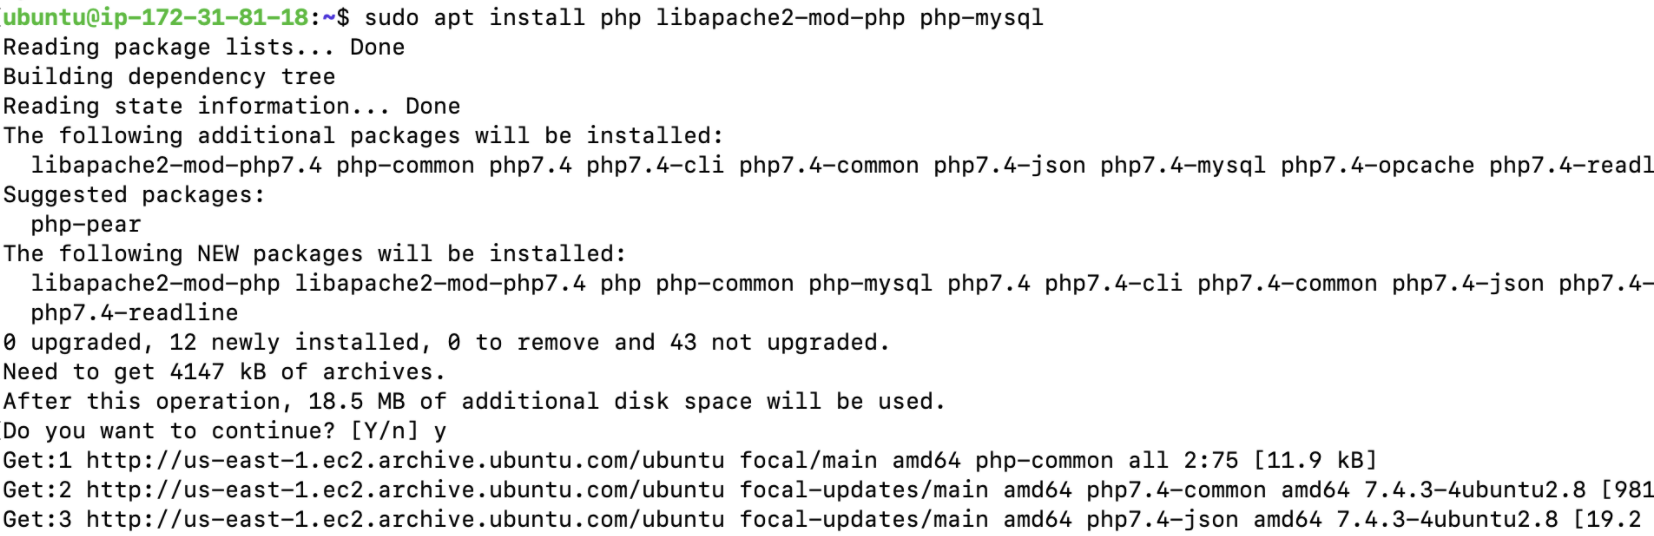 ubuntu@ip-172-31-81-18:~$ sudo apt install php libapache2-mod-php php-mysql
Reading package lists... Done
Building dependency tree
Reading state information... Done
The following additional packages will be installed:
  libapache2-mod-php7.4 php-common php7.4 php7.4-cli php7.4-common php7.4-json php7.4-mysql php7.4-opcache php7.4-readl
Suggested packages:
  php-pear
The following NEW packages will be installed:
  libapache2-mod-php libapache2-mod-php7.4 php php-common php-mysql php7.4 php7.4-cli php7.4-common php7.4-json php7.4-
  php7.4-readline
0 upgraded, 12 newly installed, 0 to remove and 43 not upgraded.
Need to get 4147 kB of archives.
After this operation, 18.5 MB of additional disk space will be used.
Do you want to continue? [Y/n] y
Get:1 http://us-east-1.ec2.archive.ubuntu.com/ubuntu focal/main amd64 php-common all 2:75 [11.9 kB]
Get:2 http://us-east-1.ec2.archive.ubuntu.com/ubuntu focal-updates/main amd64 php7.4-common amd64 7.4.3-4ubuntu2.8 [981
Get:3 http://us-east-1.ec2.archive.ubuntu.com/ubuntu focal-updates/main amd64 php7.4-json amd64 7.4.3-4ubuntu2.8 [19.2